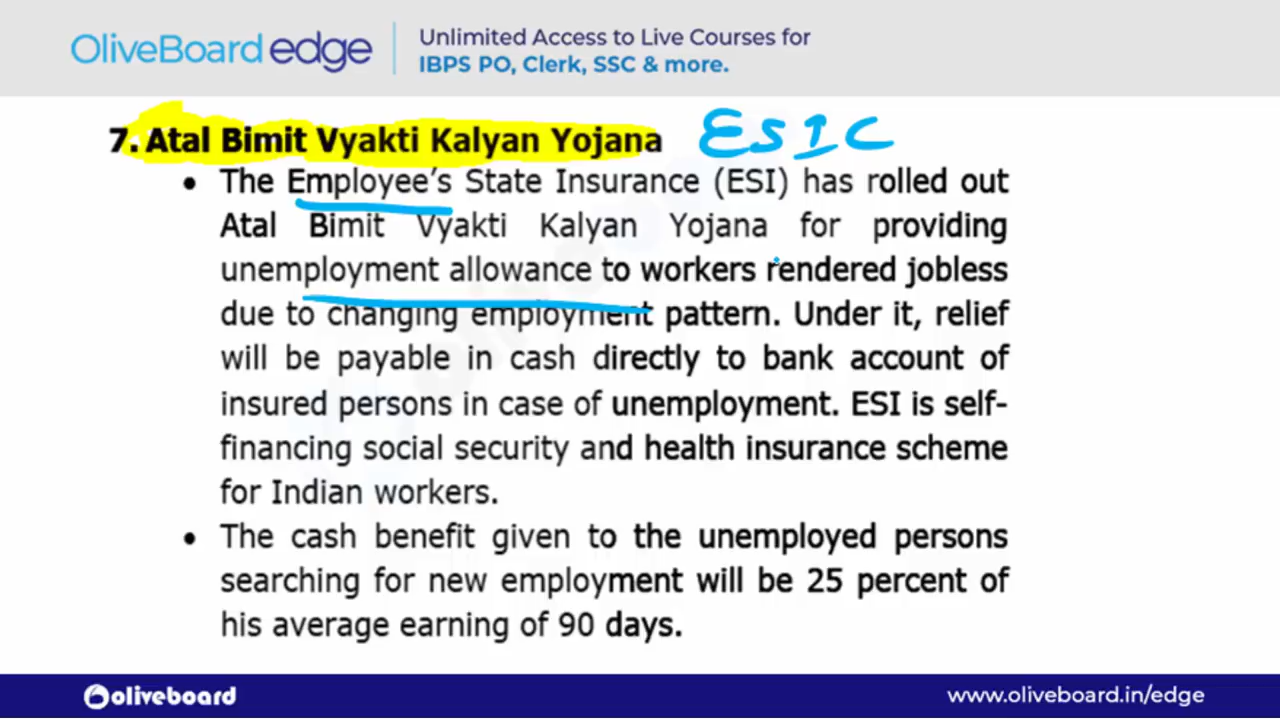 OliveBoard edge
Unlimited Access to Live Courses for
IBPS PO, Clerk, SSC & more.
7. Atal Bimit Vyakti Kalyan Yojana ESIC
• The Employee's State Insurance (ESI) has rolled out
Atal Bimit Vyakti Kalyan Yojana for providing
unemployment allowance to workers rendered jobless
due to changing employment pattern. Under it, relief
will be payable in cash directly to bank account of
insured persons in case of unemployment. ESI is self-
financing social security and health insurance scheme
for Indian workers.
• The cash benefit given to the unemployed persons
searching for new employment will be 25 percent of
his average earning of 90 days.
oliveboard
www.oliveboard.in/edge